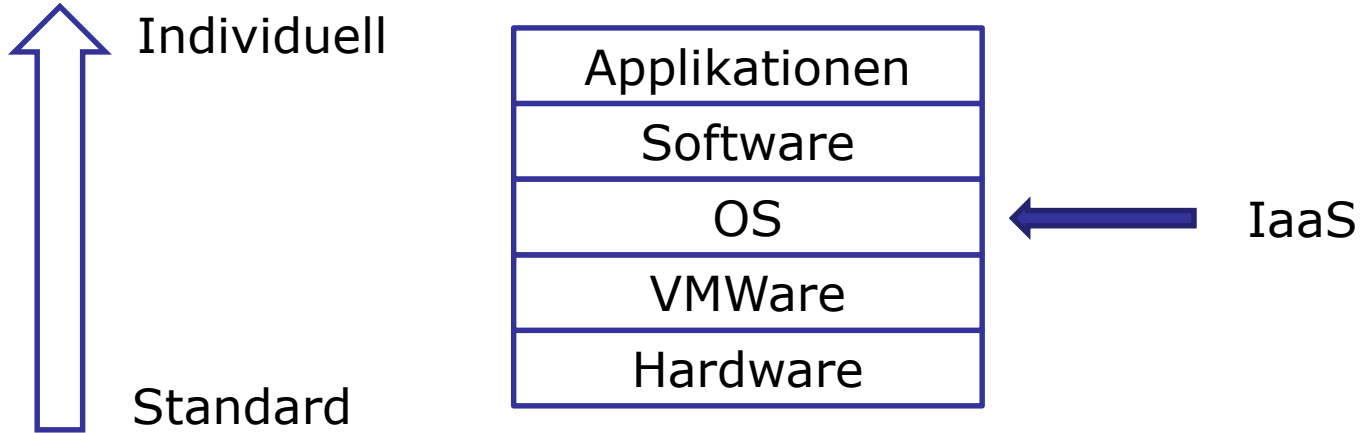 Individuell
Applikationen
Software
OS
IaaS
VMWare
Hardware
Standard